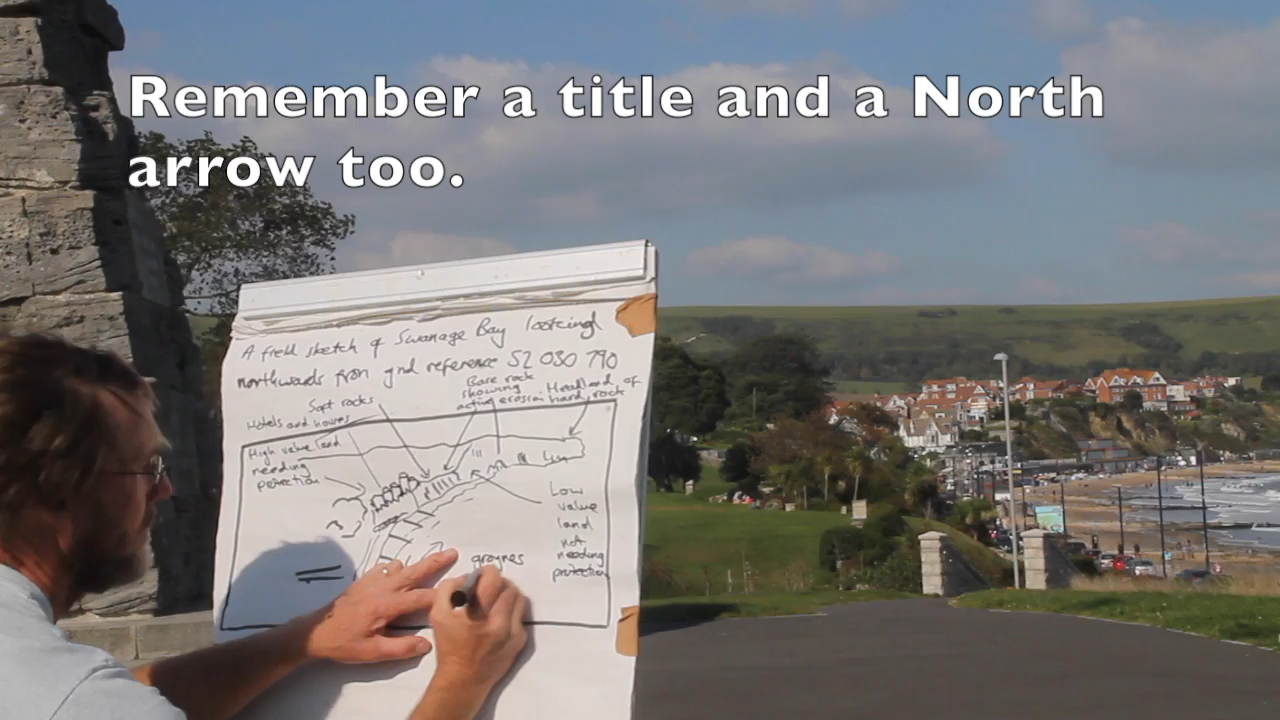 Remember a title and a North
arrow too.
A field sketch of Swanage Bay looking
northwards from grid reference SZ 030 790
Soft rocks
Hotels and houses
High value land
needing
protection
Bare rock
showing
active erosion
Headland of
hard rock
Low
value
land
not
needing
protection
groynes